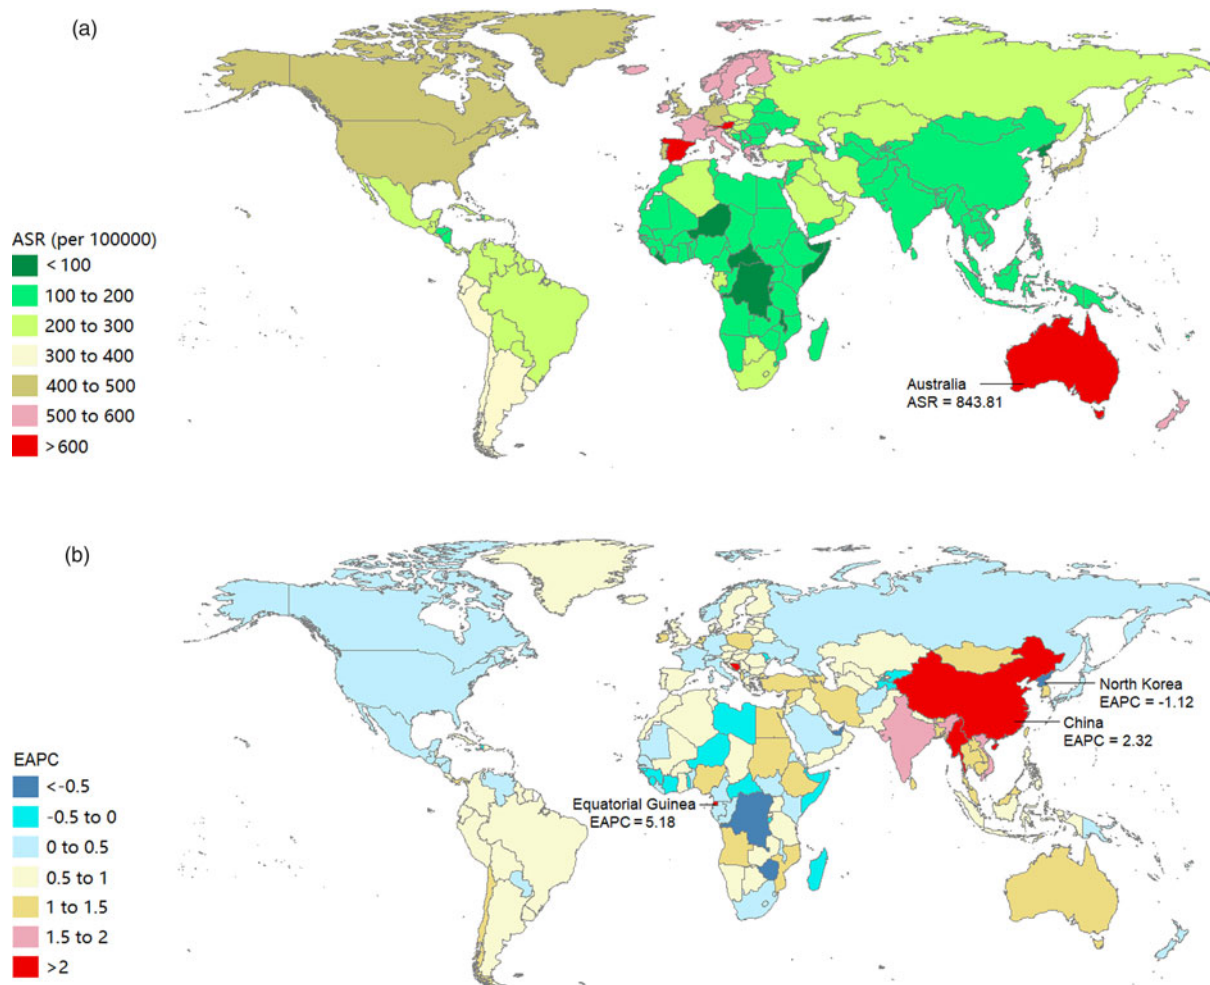 (a)
ASR (per 100000)
< 100
100 to 200
200 to 300
300 to 400
400 to 500
500 to 600
>600
Australia
ASR = 843.81
(b)
North Korea
EAPC = -1.12
China
EAPC = 2.32
Equatorial Guinea
EAPC = 5.18
EAPC
<-0.5
-0.5 to 0
0 to 0.5
0.5 to 1
1 to 1.5
1.5 to 2
>2